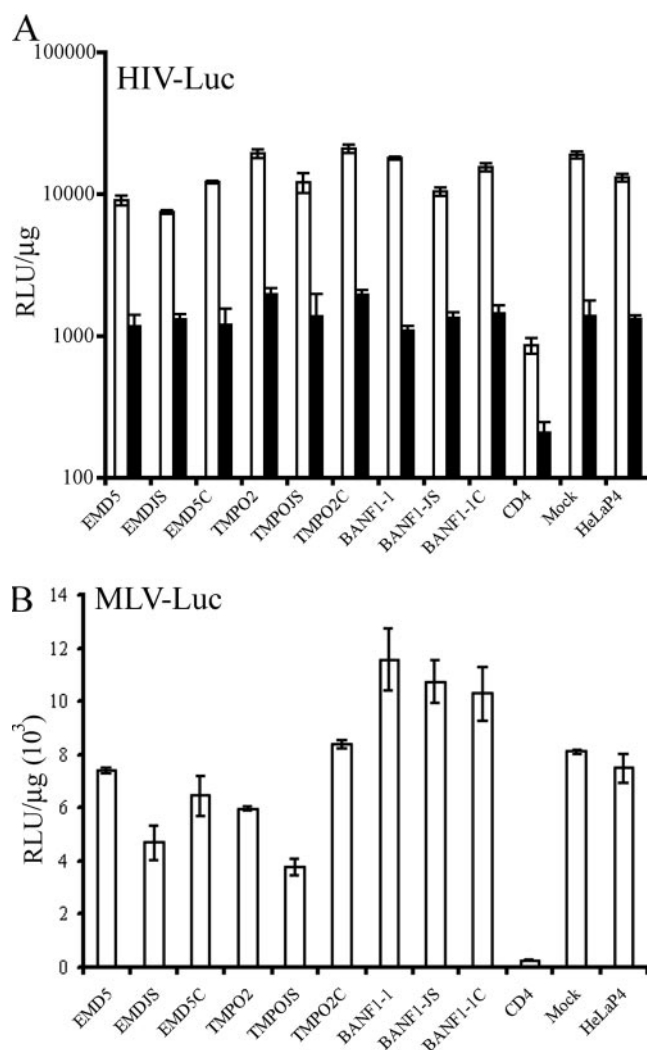 A
HIV-Luc
RLU/µg
100000
10000
1000
100
EMD5 EMDJS EMD5C TMPO2 TMPOJS TMPO2C BANF1-1 BANF1-JS BANF1-1C CD4 Mock HeLaP4
B
MLV-Luc
RLU/µg (10³)
14
12
10
8
6
4
2
0
EMD5 EMDJS EMD5C TMPO2 TMPOJS TMPO2C BANF1-1 BANF1-JS BANF1-1C CD4 Mock HeLaP4